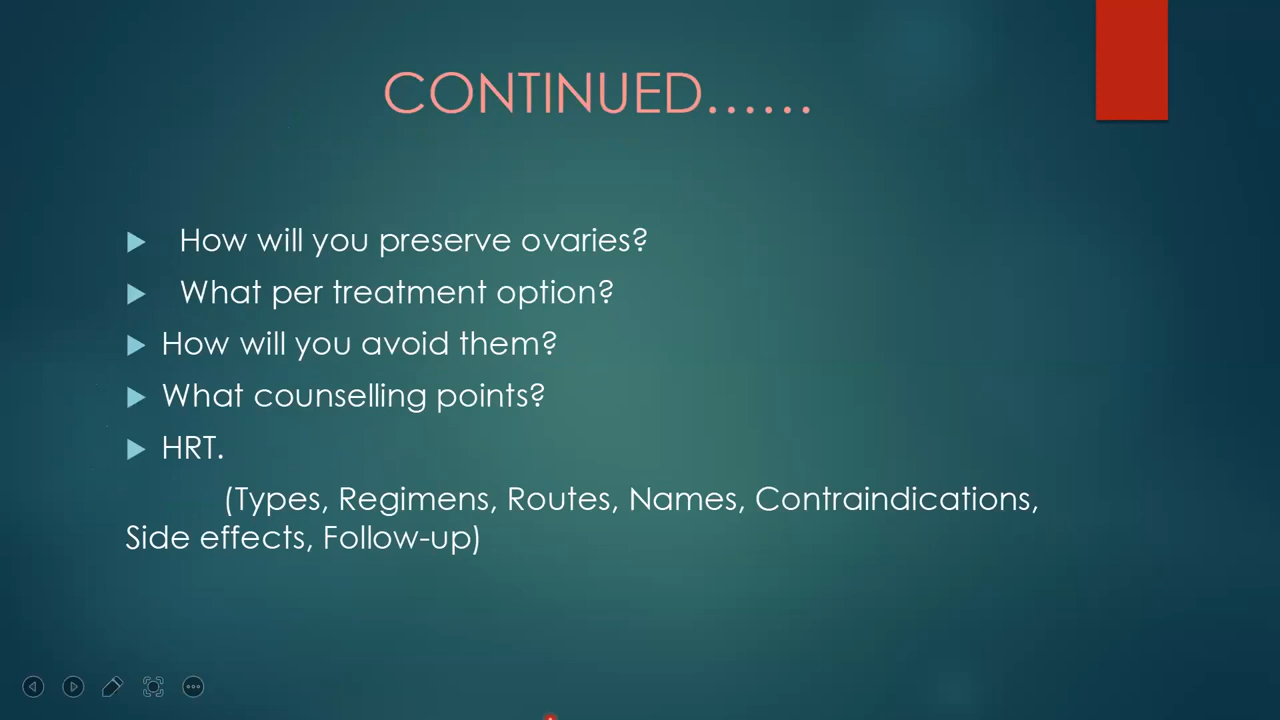 CONTINUED......
How will you preserve ovaries?
What per treatment option?
How will you avoid them?
What counselling points?
HRT.
(Types, Regimens, Routes, Names, Contraindications,
Side effects, Follow-up)